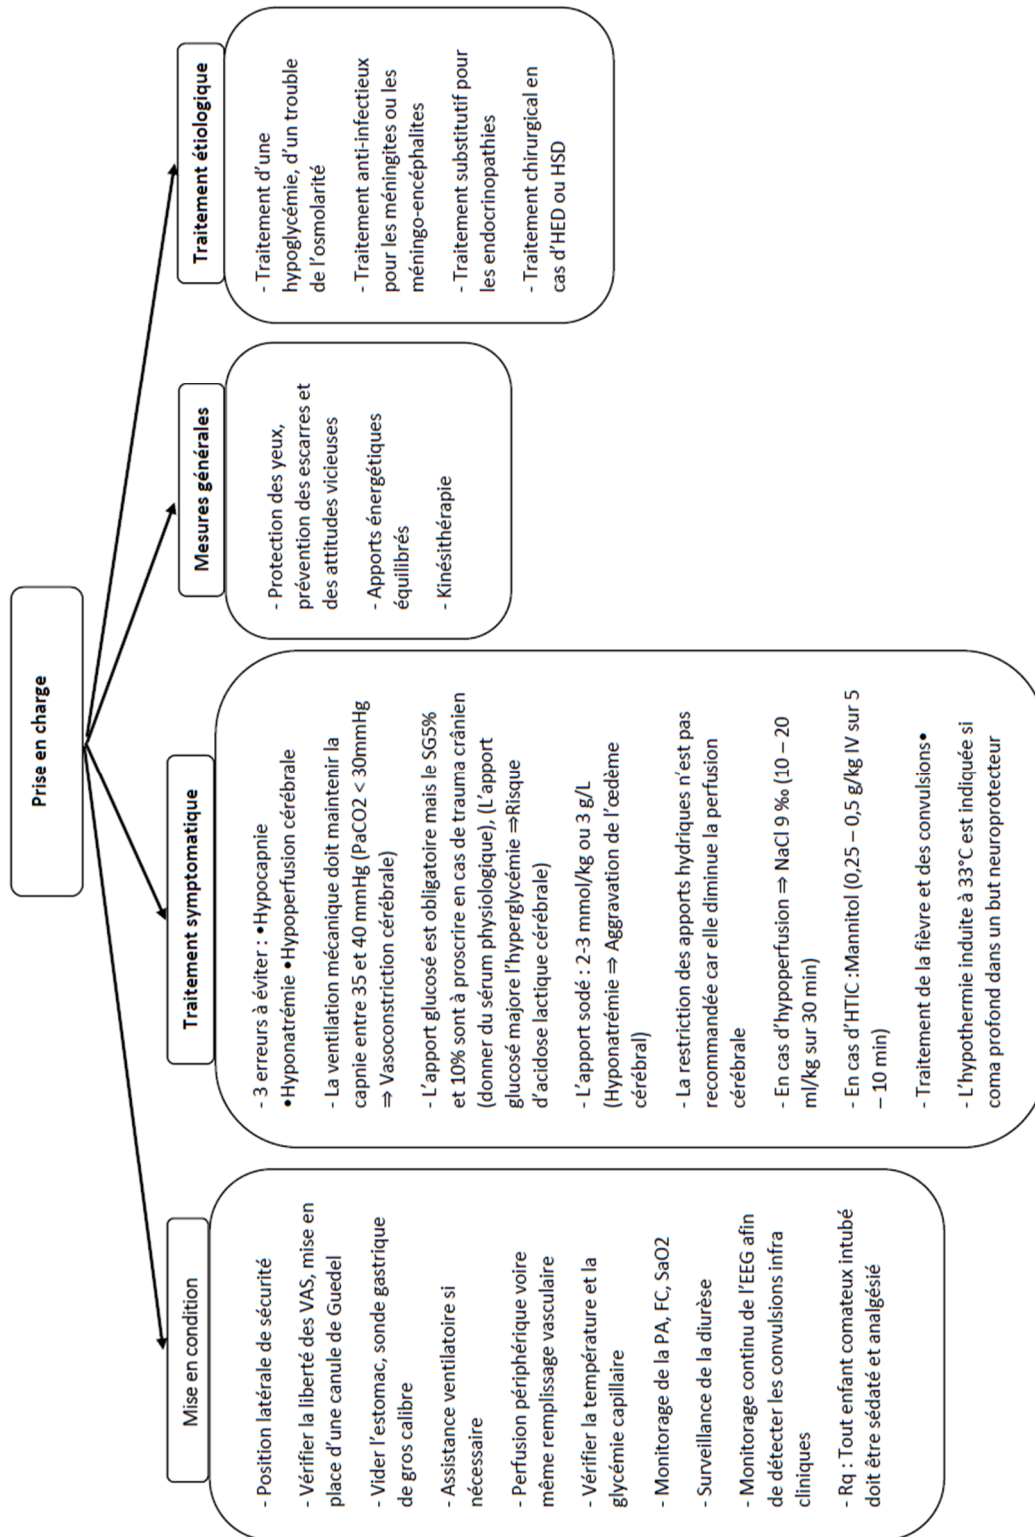 Prise en charge
Mise en condition
- Position latérale de sécurité
- Vérifier la liberté des VAS, mise en
place d'une canule de Guedel
- Vider l'estomac, sonde gastrique
de gros calibre
- Assistance ventilatoire si
nécessaire
- Perfusion périphérique voire
même remplissage vasculaire
- Vérifier la température et la
glycémie capillaire
- Monitorage de la PA, FC, SaO2
- Surveillance de la diurèse
- Monitorage continu de l'EEG afin
de détecter les convulsions infra
cliniques
- Rq : Tout enfant comateux intubé
doit être sédaté et analgésié
Traitement symptomatique
- 3 erreurs à éviter : •Hypocapnie
•Hyponatrémie •Hypoperfusion cérébrale
- La ventilation mécanique doit maintenir la
capnie entre 35 et 40 mmHg (PaCO2 < 30mmHg
⇒ Vasoconstriction cérébrale)
- L'apport glucosé est obligatoire mais le SG5%
et 10% sont à proscrire en cas de trauma crânien
(donner du sérum physiologique), (L'apport
glucosé majore l'hyperglycémie ⇒Risque
d'acidose lactique cérébrale)
- L'apport sodé : 2-3 mmol/kg ou 3 g/L
(Hyponatrémie ⇒ Aggravation de l'œdème
cérébral)
- La restriction des apports hydriques n'est pas
recommandée car elle diminue la perfusion
cérébrale
- En cas d'hypoperfusion ⇒ NaCl 9 ‰ (10 – 20
ml/kg sur 30 min)
- En cas d'HTIC :Mannitol (0,25 – 0,5 g/kg IV sur 5
– 10 min)
- Traitement de la fièvre et des convulsions•
- L'hypothermie induite à 33°C est indiquée si
coma profond dans un but neuroprotecteur
Mesures générales
- Protection des yeux,
prévention des escarres et
des attitudes vicieuses
- Apports énergétiques
équilibrés
- Kinésithérapie
Traitement étiologique
- Traitement d'une
hypoglycémie, d'un trouble
de l'osmolarité
- Traitement anti-infectieux
pour les méningites ou les
méningo-encéphalites
- Traitement substitutif pour
les endocrinopathies
- Traitement chirurgical en
cas d'HED ou HSD